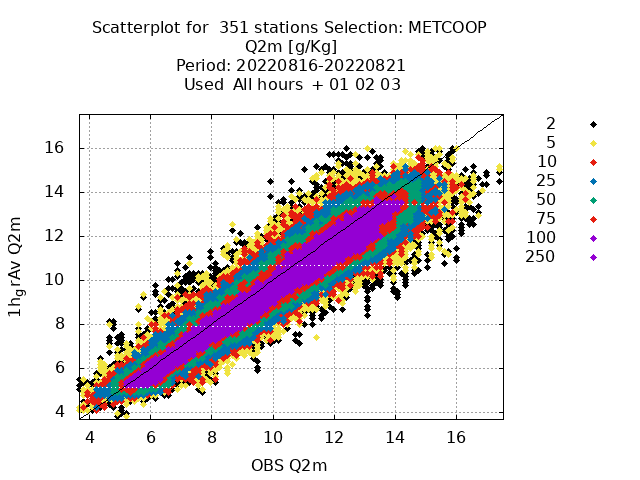 Scatterplot for  351 stations Selection: METCOOP
Q2m [g/Kg]
Period: 20220816-20220821
Used  All hours  + 01 02 03
2
5
10
25
50
75
100
250
16
14
12
10
8
6
4
1h_grAv Q2m
4 6 8 10 12 14 16
OBS Q2m